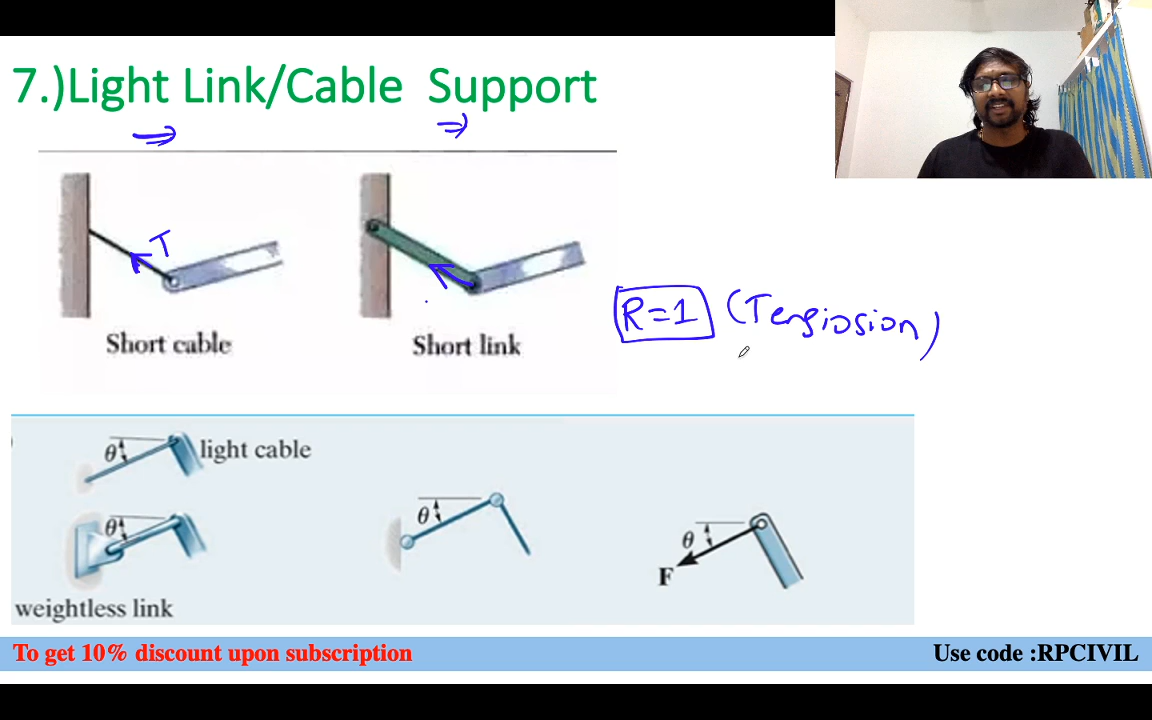 7.)Light Link/Cable Support
⇒ ⇒
T
Short cable
Short link
R=1 (Tensiosion)
θ light cable
θ
θ
θ
F
weightless link
To get 10% discount upon subscription
Use code :RPCIVIL